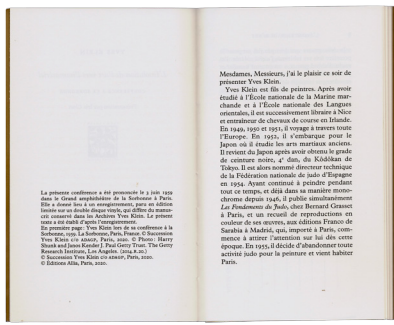 La présente conférence a été prononcée le 3 juin 1959
dans le Grand amphithéâtre de la Sorbonne à Paris.
Elle a donné lieu à un enregistrement, paru en édition
limitée sur un double disque vinyle, qui diffère du manus-
crit conservé dans les Archives Yves Klein. Le présent
texte a été établi d'après cet enregistrement.
En première page : Yves Klein lors de sa conférence à la
Sorbonne, La Sorbonne, Paris, France. © Succession
Yves Klein c/o ADAGP, Paris, 2020. © Photo : Harry
Shunk and Janos Kender J. Paul Getty Trust. The Getty
Research Institute, Los Angeles. (2014.R.20.)
© Succession Yves Klein c/o ADAGP, Paris, 2020.
© Éditions Allia, Paris, 2020.
Mesdames, Messieurs, j'ai le plaisir ce soir de
présenter Yves Klein.
Yves Klein est fils de peintres. Après avoir
étudié à l'École nationale de la Marine mar-
chande et à l'École nationale des Langues
orientales, il est successivement libraire à Nice
et entraîneur de chevaux de course en Irlande.
En 1949, 1950 et 1951, il voyage à travers toute
l'Europe. En 1952, il s'embarque pour le
Japon où il étudie les arts martiaux anciens.
Il revient du Japon après avoir obtenu le grade
de ceinture noire, 4e dan, du Kôdôkan de
Tokyo. Il est alors nommé directeur technique
de la Fédération nationale de judo d'Espagne
en 1954. Ayant continué à peindre pendant
tout ce temps, et déjà dans sa manière mono-
chrome depuis 1946, il publie simultanément
Les Fondements du Judo, chez Bernard Grasset
à Paris, et un recueil de reproductions en
couleur de ses œuvres, aux éditions Franco de
Sarabia à Madrid, qui, importé à Paris, com-
mence à attirer l'attention sur lui dès cette
époque. En 1955, il décide d'abandonner toute
activité judo pour la peinture et vient habiter
Paris.